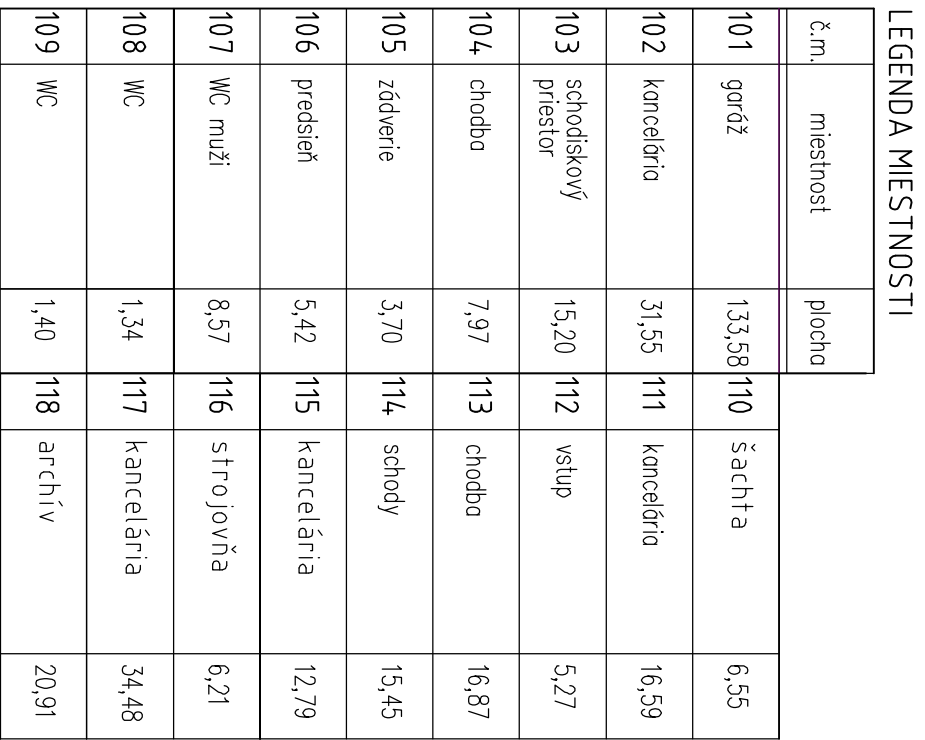 LEGENDA MIESTNOSTI
č.m. miestnost plocha
101 garáž 133,58 110 šachta 6,55
102 kancelária 31,55 111 kancelária 16,59
103 schodiskový
priestor 15,20 112 vstup 5,27
104 chodba 7,97 113 chodba 16,87
105 zádverie 3,70 114 schody 15,45
106 predsieň 5,42 115 kancelária 12,79
107 WC muži 8,57 116 strojovňa 6,21
108 WC 1,34 117 kancelária 34,48
109 WC 1,40 118 archív 20,91